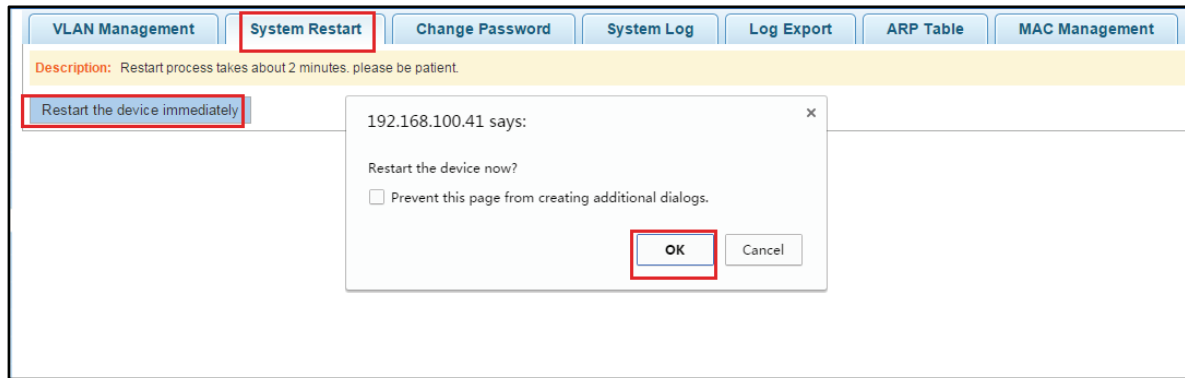 VLAN Management System Restart Change Password System Log Log Export ARP Table MAC Management
Description: Restart process takes about 2 minutes. please be patient.
Restart the device immediately
192.168.100.41 says:
Restart the device now?
Prevent this page from creating additional dialogs.
OK Cancel